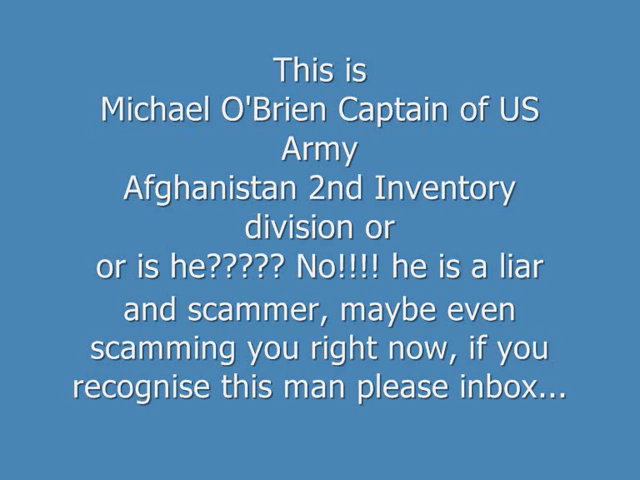 This is
Michael O'Brien Captain of US
Army
Afghanistan 2nd Inventory
division or
or is he????? No!!!! he is a liar
and scammer, maybe even
scamming you right now, if you
recognise this man please inbox...